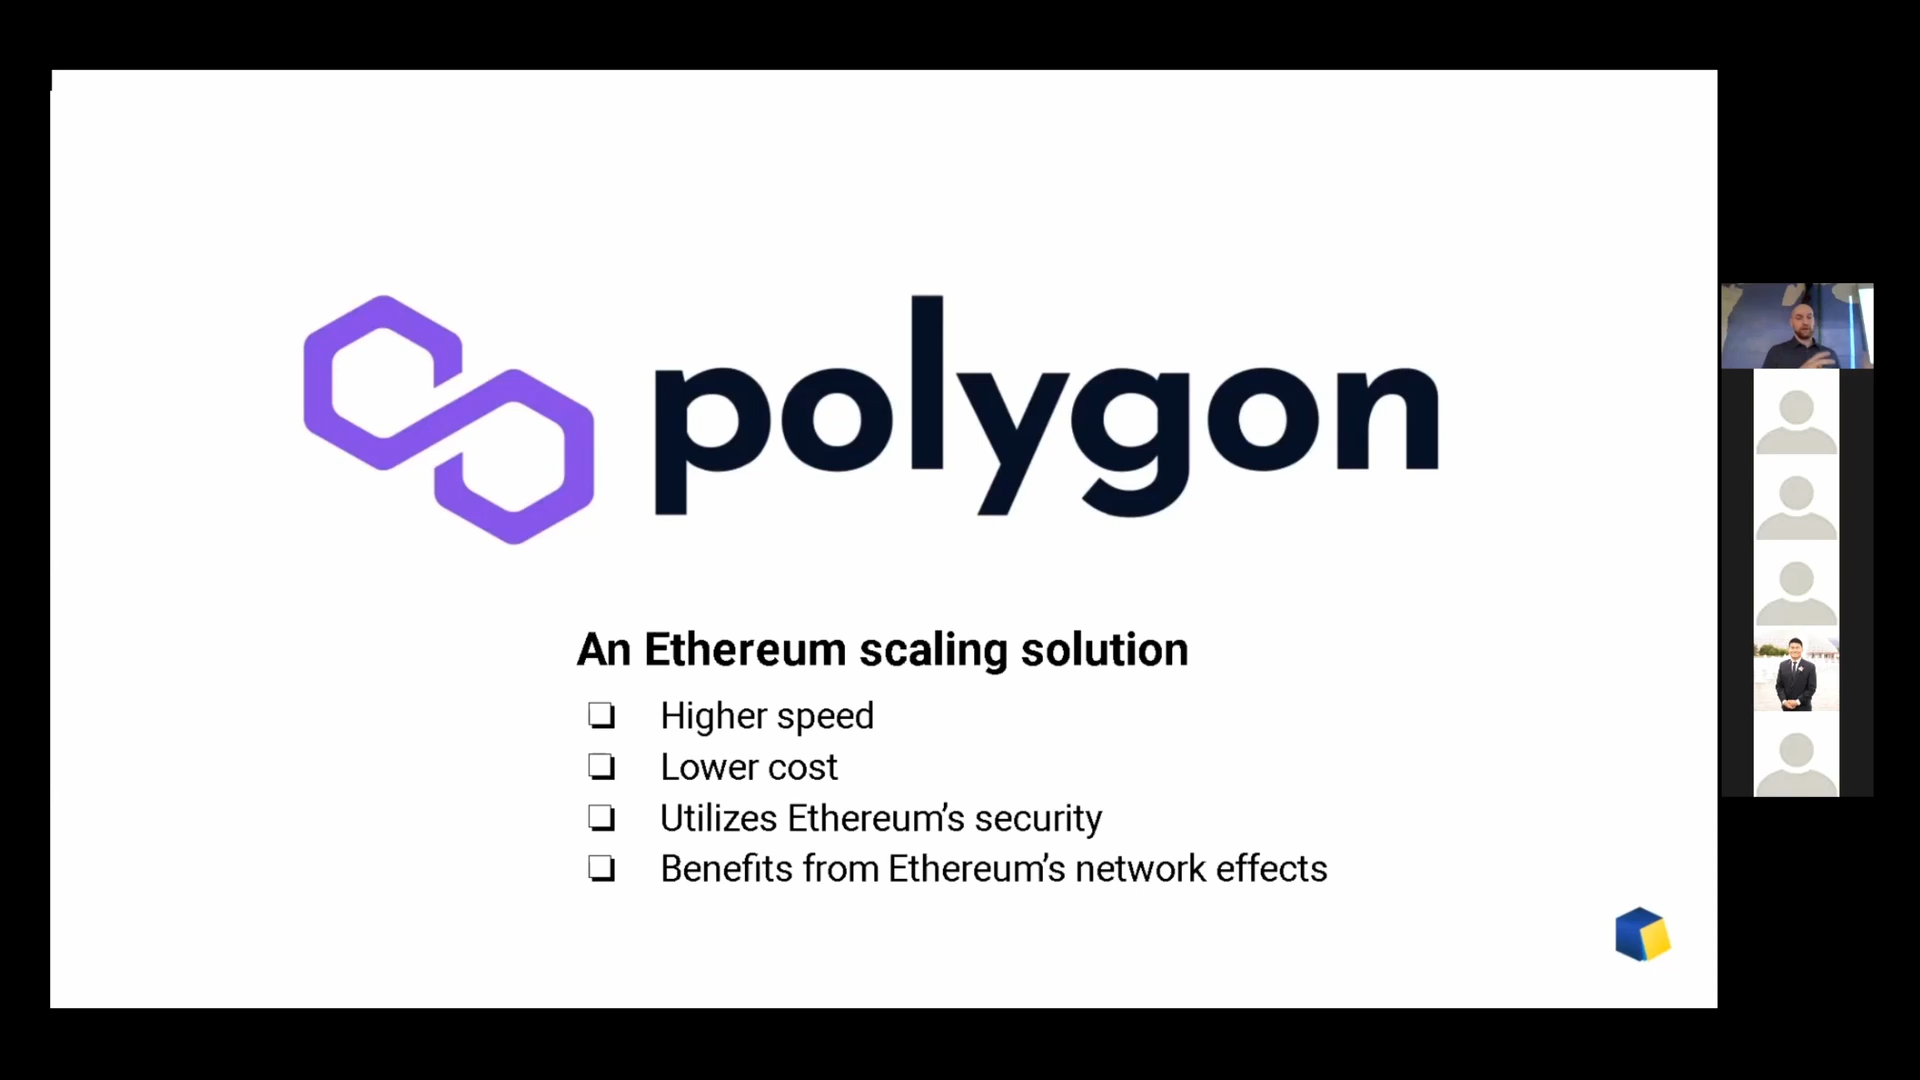 polygon
An Ethereum scaling solution
❏ Higher speed
❏ Lower cost
❏ Utilizes Ethereum’s security
❏ Benefits from Ethereum’s network effects